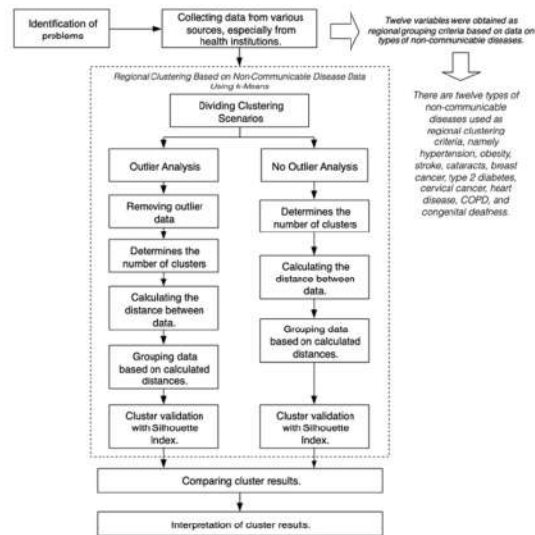 Identification of
problems
Collecting data from various
sources, especially from
health institutions.
Twelve variables were obtained as
regional grouping criteria based on data on
types of non-communicable diseases.
There are twelve types of
non-communicable
diseases used as
regional clustering
criteria, namely
hypertension, obesity,
stroke, cataracts, breast
cancer, type 2 diabetes,
cervical cancer, heart
disease, COPD, and
congenital deafness.
Regional Clustering Based on Non-Communicable Disease Data
Using k-Means
Dividing Clustering
Scenarios
Outlier Analysis
No Outlier Analysis
Removing outlier
data
Determines the
number of clusters
Calculating the
distance between
data.
Grouping data
based on calculated
distances.
Cluster validation
with Silhouette
Index.
Determines the
number of clusters
Calculating the
distance between
data.
Grouping data
based on calculated
distances.
Cluster validation
with Silhouette
Index.
Comparing cluster results.
Interpretation of cluster results.